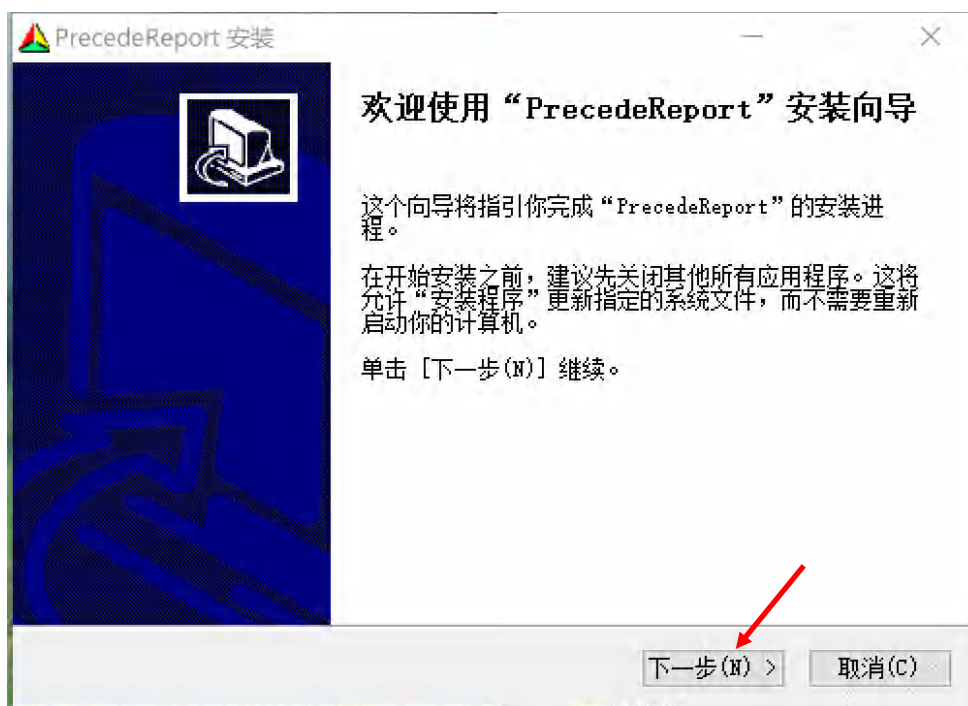 PrecedeReport 安装
欢迎使用“PrecedeReport”安装向导
这个向导将指引你完成“PrecedeReport”的安装进
程。
在开始安装之前，建议先关闭其他所有应用程序。这将
允许“安装程序”更新指定的系统文件，而不需要重新
启动你的计算机。
单击 [下一步(N)] 继续。
下一步(N) >
取消(C)